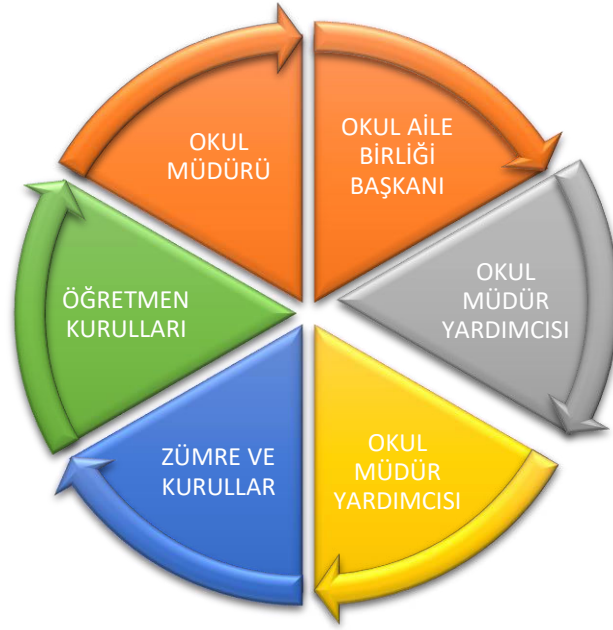 OKUL
MÜDÜRÜ
OKUL AİLE
BİRLİĞİ
BAŞKANI
OKUL
MÜDÜR
YARDIMCISI
OKUL
MÜDÜR
YARDIMCISI
ZÜMRE VE
KURULLAR
ÖĞRETMEN
KURULLARI